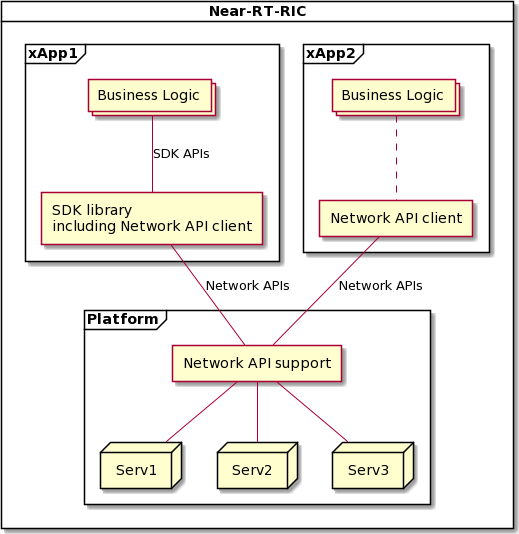 Near-RT-RIC
xApp1
xApp2
Business Logic
Business Logic
SDK APIs
SDK library
including Network API client
Network API client
Network APIs
Network APIs
Platform
Network API support
Serv1
Serv2
Serv3